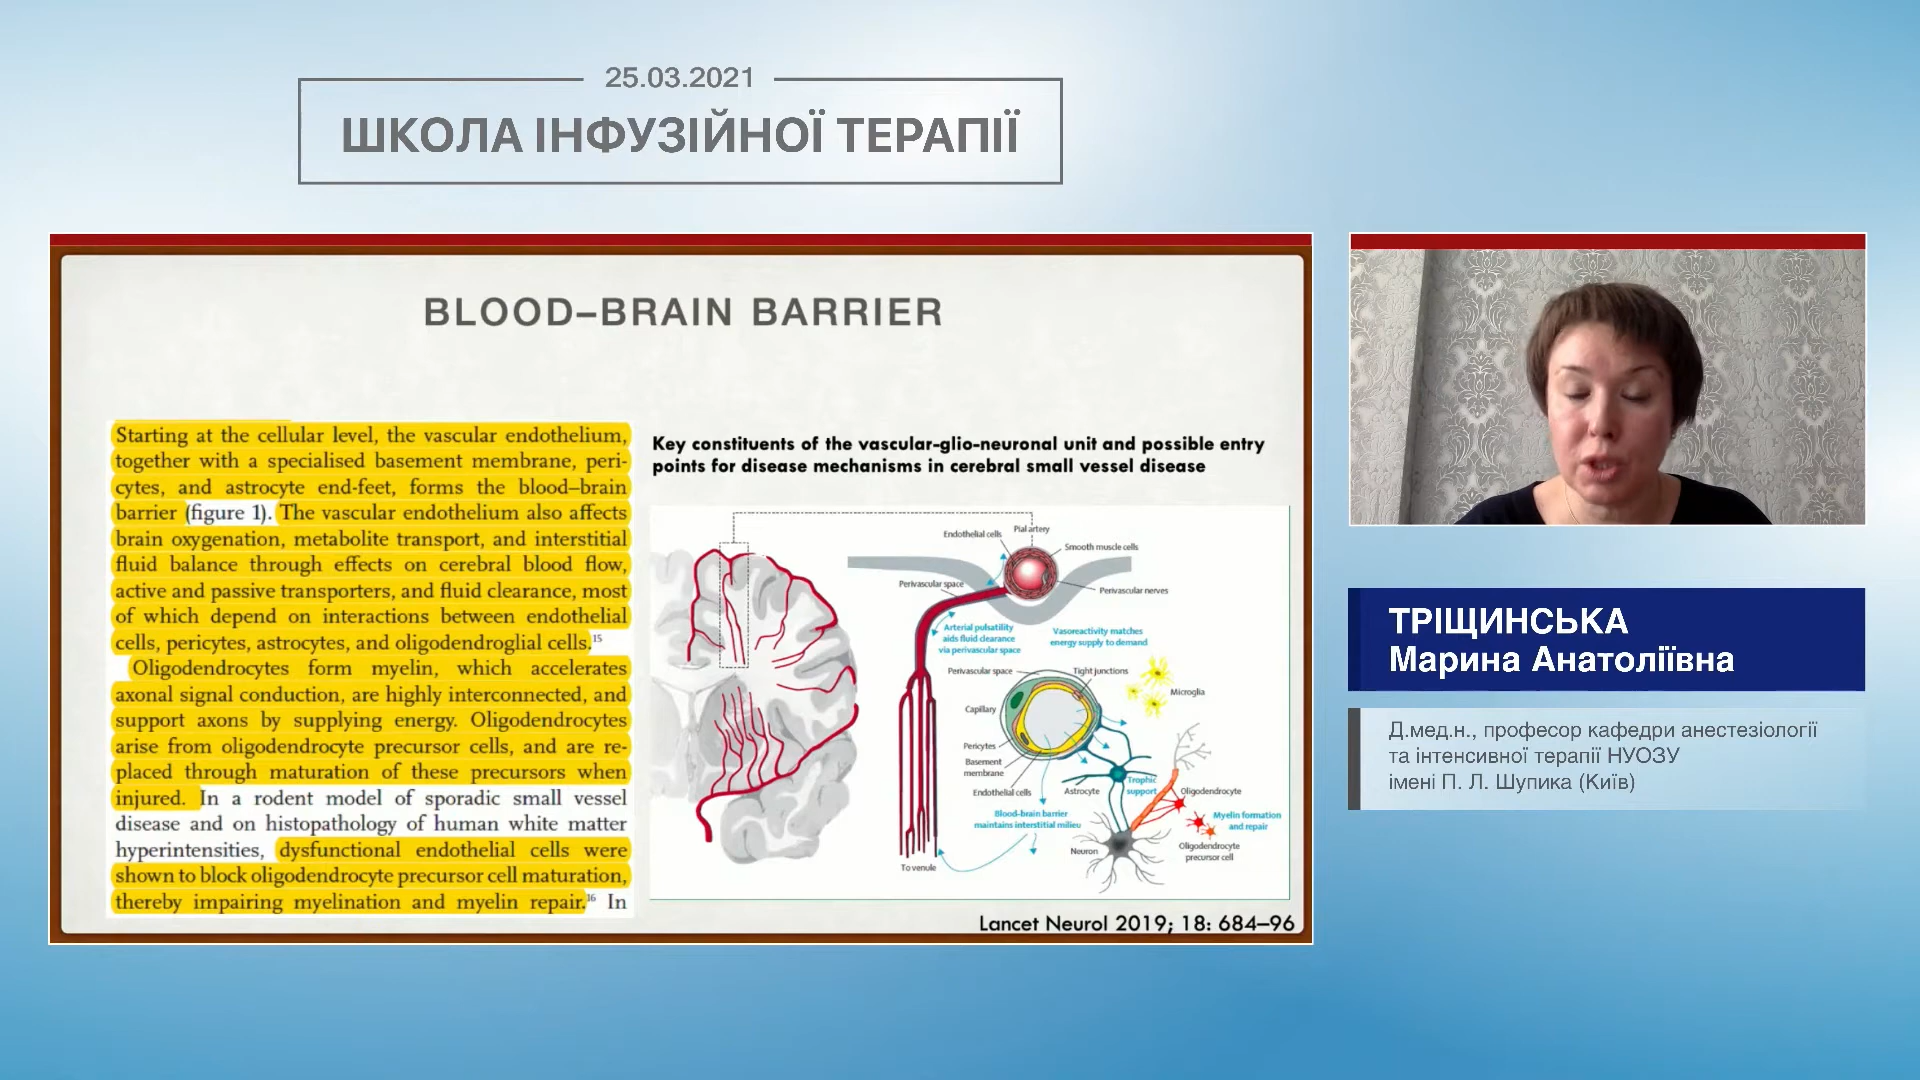 25.03.2021
ШКОЛА ІНФУЗІЙНОЇ ТЕРАПІЇ
BLOOD–BRAIN BARRIER
Starting at the cellular level, the vascular endothelium,
together with a specialised basement membrane, peri-
cytes, and astrocyte end-feet, forms the blood–brain
barrier (figure 1). The vascular endothelium also affects
brain oxygenation, metabolite transport, and interstitial
fluid balance through effects on cerebral blood flow,
active and passive transporters, and fluid clearance, most
of which depend on interactions between endothelial
cells, pericytes, astrocytes, and oligodendroglial cells.15
Oligodendrocytes form myelin, which accelerates
axonal signal conduction, are highly interconnected, and
support axons by supplying energy. Oligodendrocytes
arise from oligodendrocyte precursor cells, and are re-
placed through maturation of these precursors when
injured. In a rodent model of sporadic small vessel
disease and on histopathology of human white matter
hyperintensities, dysfunctional endothelial cells were
shown to block oligodendrocyte precursor cell maturation,
thereby impairing myelination and myelin repair.16 In
Key constituents of the vascular-glio-neuronal unit and possible entry
points for disease mechanisms in cerebral small vessel disease
Pial artery
Endothelial cells
Smooth muscle cells
Perivascular space
Perivascular nerves
Arterial pulsatility
aids fluid clearance
via perivascular space
Vasoreactivity matches
energy supply to demand
Perivascular space
Tight junctions
Microglia
Capillary
Pericytes
Basement
membrane
Endothelial cells
Astrocyte
Trophic
support
Oligodendrocyte
Blood-brain barrier
maintains interstitial milieu
Myelin formation
and repair
Neuron
Oligodendrocyte
precursor cell
To venule
Lancet Neurol 2019; 18: 684–96
ТРІЩИНСЬКА
Марина Анатоліївна
Д.мед.н., професор кафедри анестезіології
та інтенсивної терапії НУОЗУ
імені П. Л. Шупика (Київ)